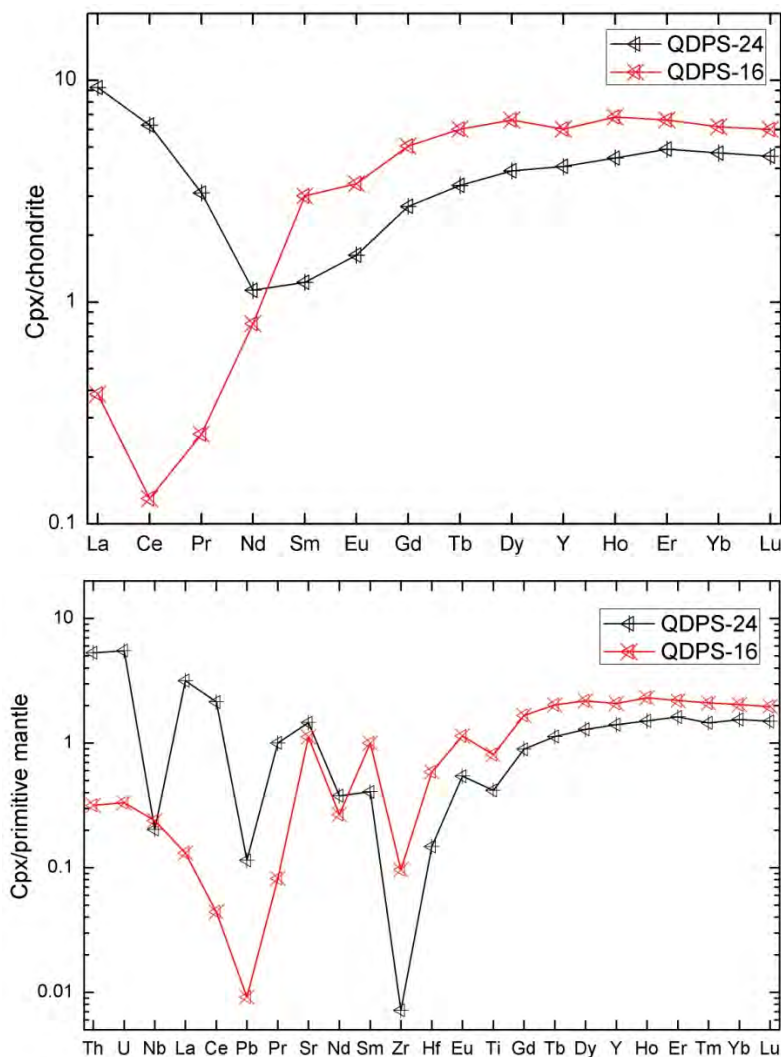 QDPS-24
QDPS-16
10
1
0.1
Cpx/chondrite
La Ce Pr Nd Sm Eu Gd Tb Dy Y Ho Er Yb Lu
QDPS-24
QDPS-16
10
1
0.1
0.01
Cpx/primitive mantle
Th U Nb La Ce Pb Pr Sr Nd Sm Zr Hf Eu Ti Gd Tb Dy Y Ho Er Tm Yb Lu